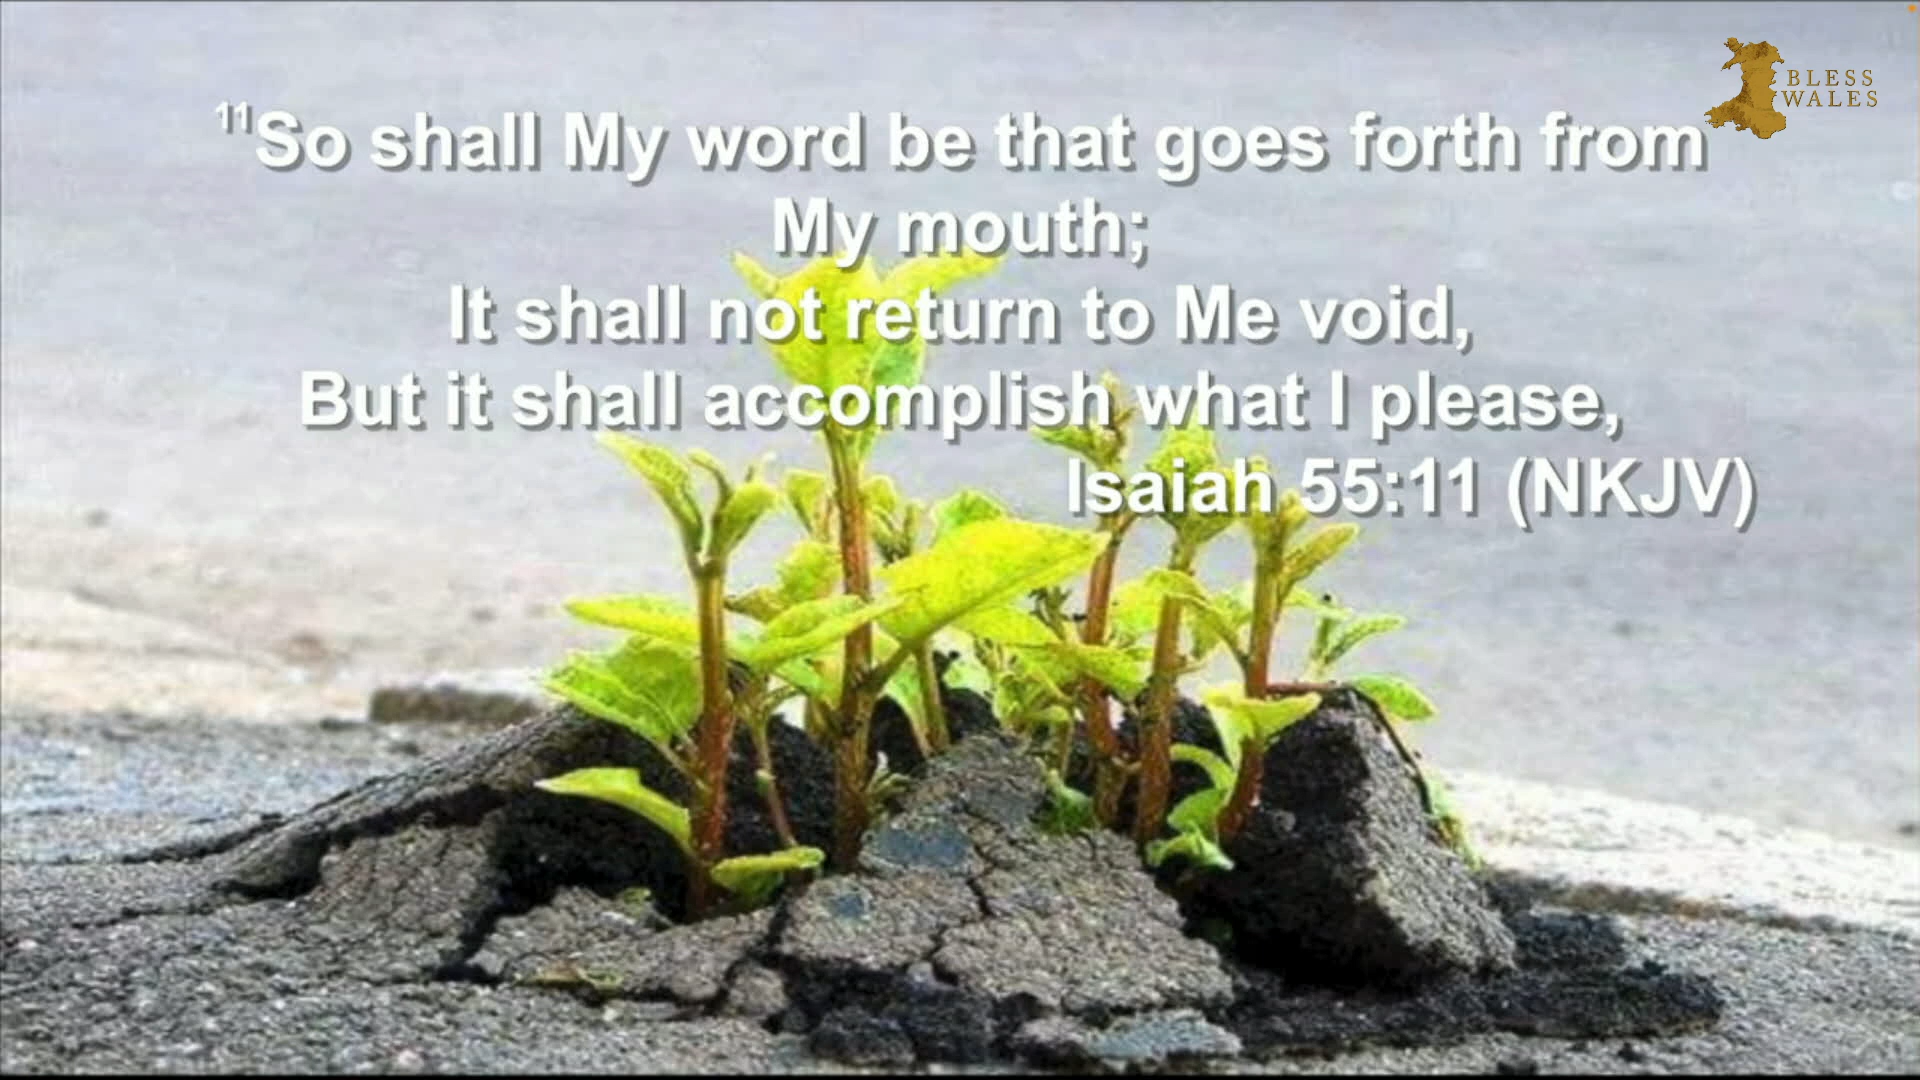 ¹¹So shall My word be that goes forth from
My mouth;
It shall not return to Me void,
But it shall accomplish what I please,
Isaiah 55:11 (NKJV)
BLESS
WALES